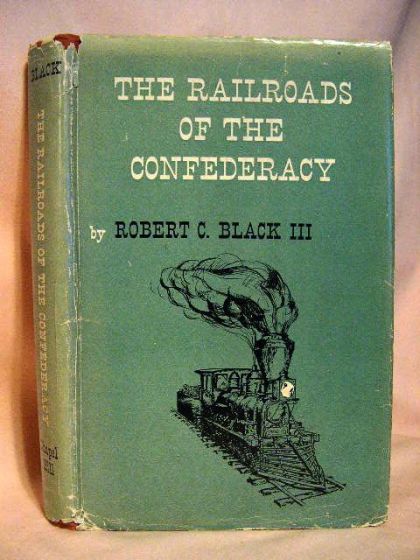 THE RAILROADS
OF THE
CONFEDERACY
by ROBERT C. BLACK III
BLACK
THE RAILROADS OF THE CONFEDERACY